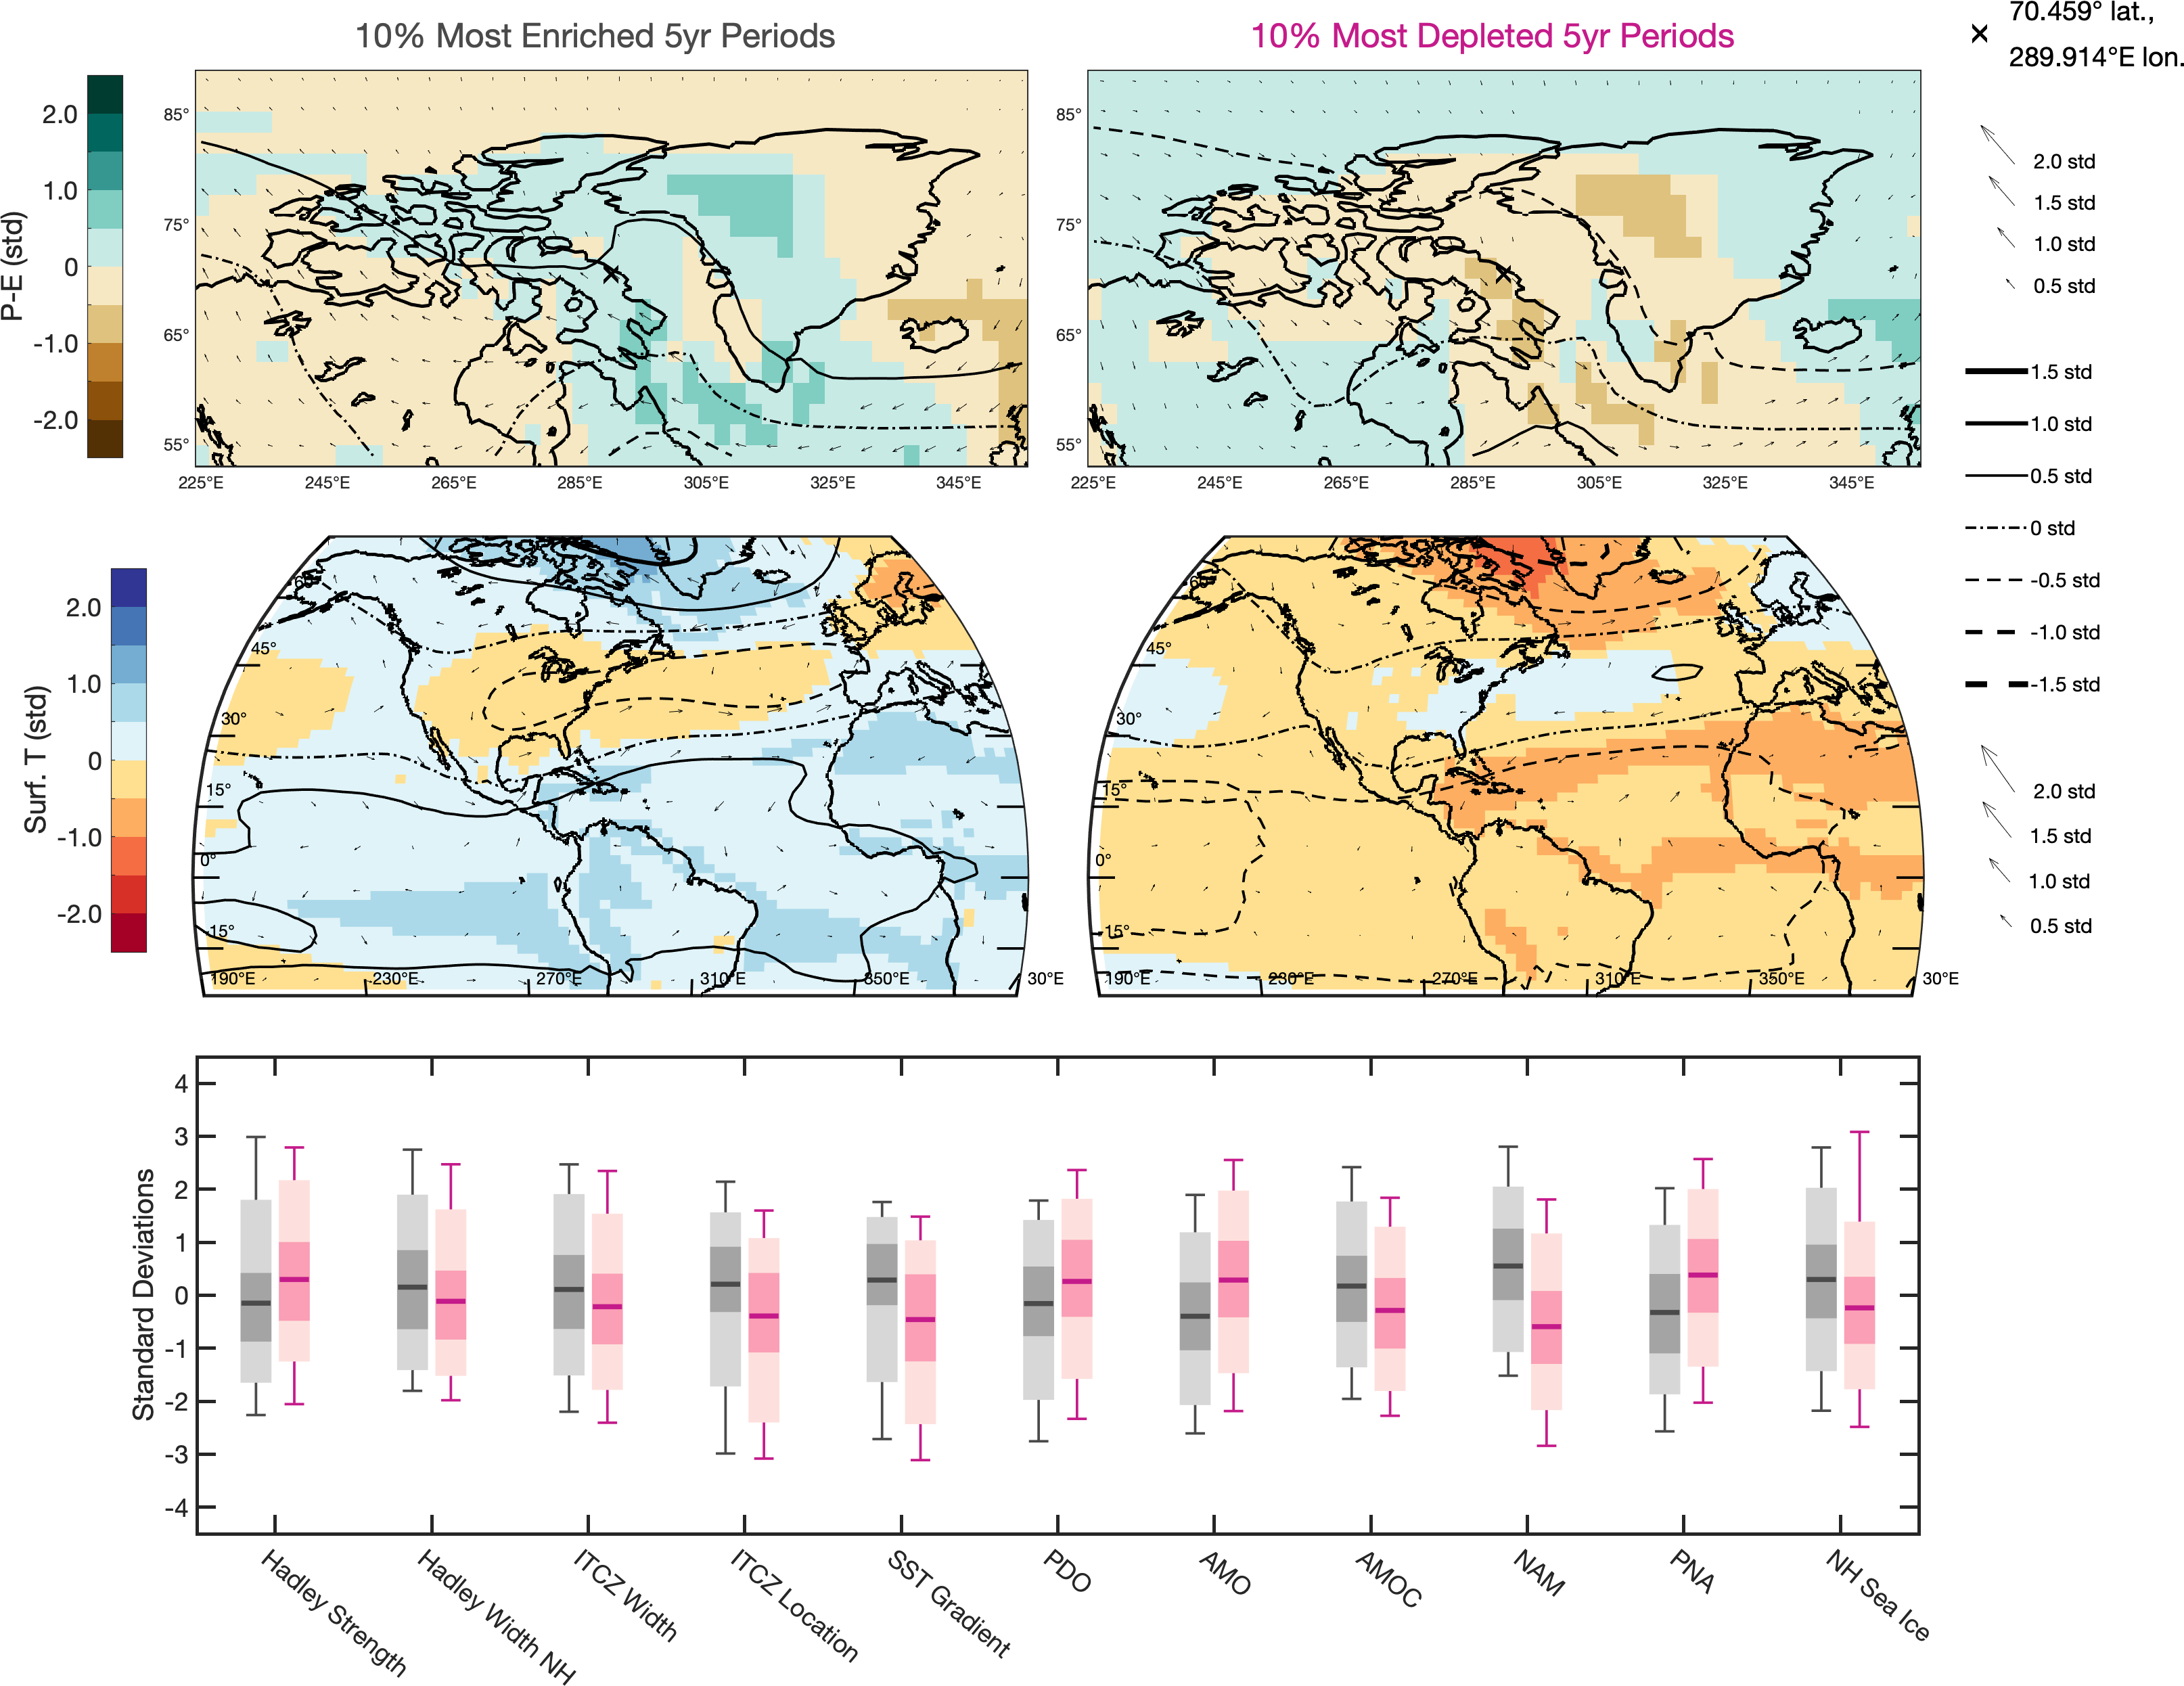 10% Most Enriched 5yr Periods
10% Most Depleted 5yr Periods
× 70.459° lat.,
289.914°E lon.
P-E (std)
2.0
1.0
0
-1.0
-2.0
85°
75°
65°
55°
225°E 245°E 265°E 285°E 305°E 325°E 345°E
85°
75°
65°
55°
225°E 245°E 265°E 285°E 305°E 325°E 345°E
2.0 std
1.5 std
1.0 std
0.5 std
1.5 std
1.0 std
0.5 std
0 std
-0.5 std
-1.0 std
-1.5 std
Surf. T (std)
2.0
1.0
0
-1.0
-2.0
60°
45°
30°
15°
0°
-15°
190°E 230°E 270°E 310°E 350°E 30°E
60°
45°
30°
15°
0°
-15°
190°E 230°E 270°E 310°E 350°E 30°E
2.0 std
1.5 std
1.0 std
0.5 std
Standard Deviations
4
3
2
1
0
-1
-2
-3
-4
Hadley Strength
Hadley Width NH
ITCZ Width
ITCZ Location
SST Gradient
PDO
AMO
AMOC
NAM
PNA
NH Sea Ice